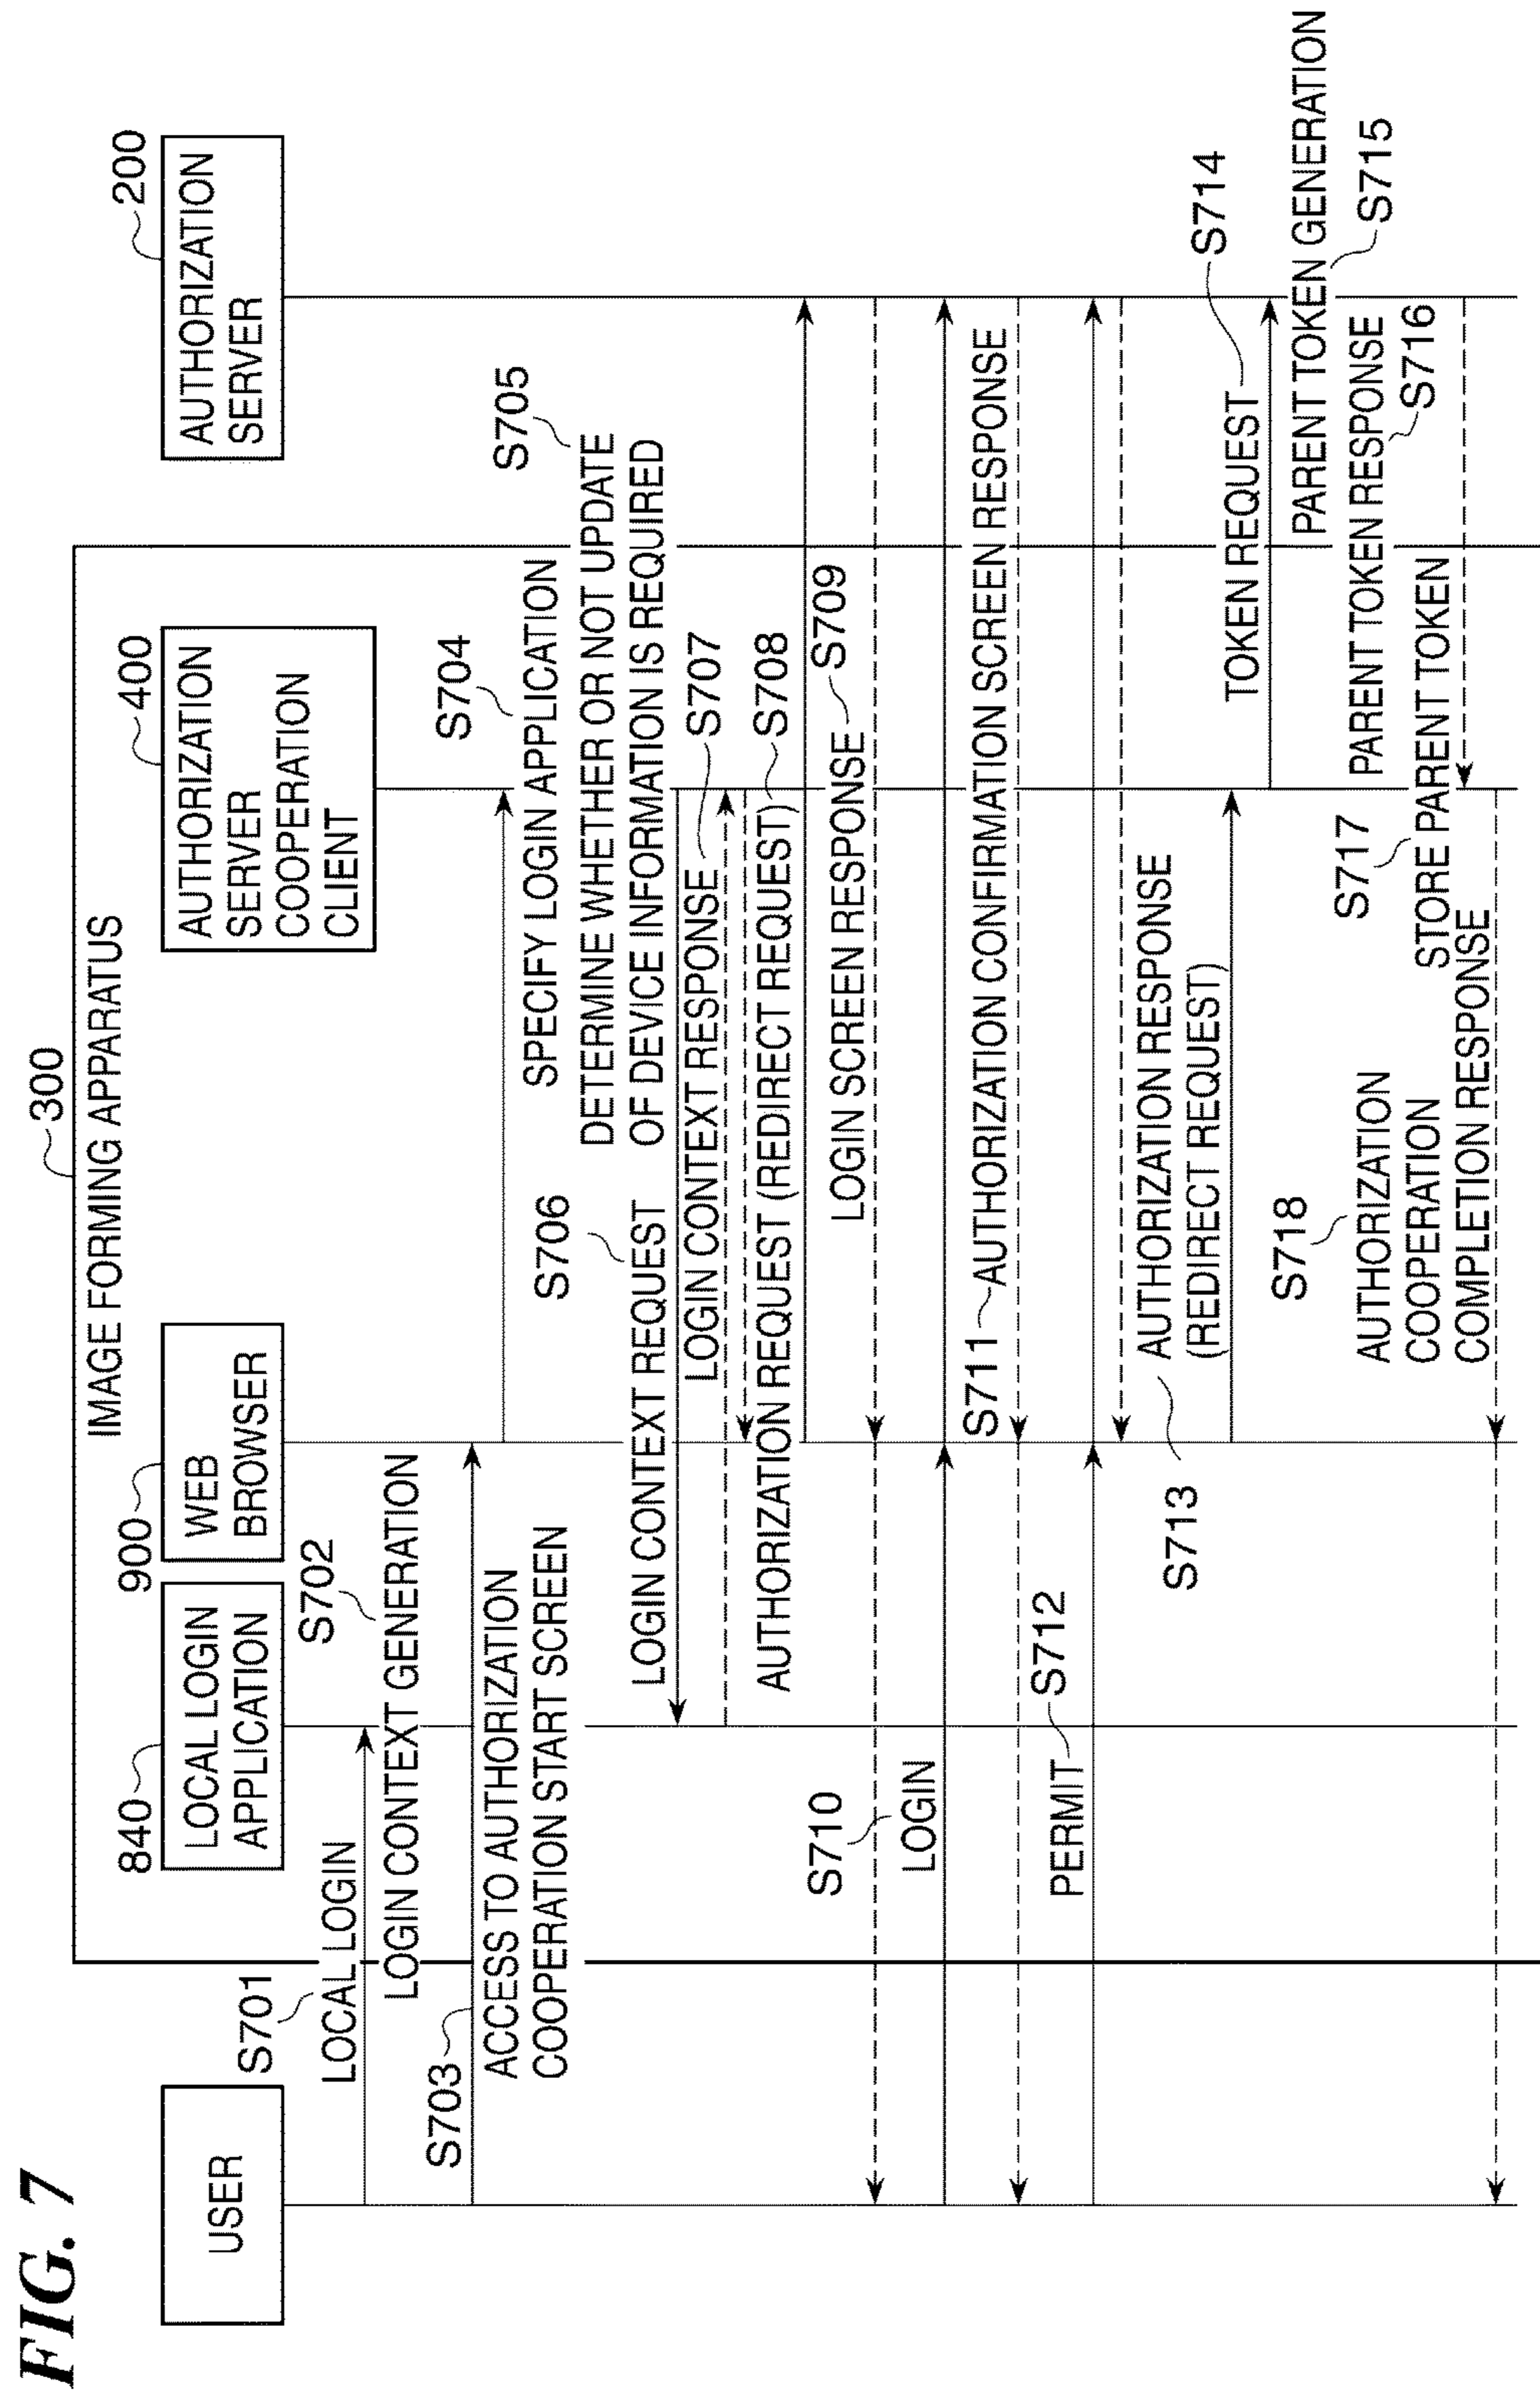 FIG. 7
300
IMAGE FORMING APPARATUS
USER
840
LOCAL LOGIN
APPLICATION
900
WEB
BROWSER
400
AUTHORIZATION
SERVER
COOPERATION
CLIENT
200
AUTHORIZATION
SERVER
S701
LOCAL LOGIN
S702
LOGIN CONTEXT GENERATION
S703
ACCESS TO AUTHORIZATION
COOPERATION START SCREEN
S704
SPECIFY LOGIN APPLICATION
S705
DETERMINE WHETHER OR NOT UPDATE
OF DEVICE INFORMATION IS REQUIRED
S706
LOGIN CONTEXT REQUEST
LOGIN CONTEXT RESPONSE S707
AUTHORIZATION REQUEST (REDIRECT REQUEST) S708
S709
LOGIN SCREEN RESPONSE
S710
LOGIN
S711 AUTHORIZATION CONFIRMATION SCREEN RESPONSE
PERMIT S712
S713
AUTHORIZATION RESPONSE
(REDIRECT REQUEST)
TOKEN REQUEST S714
PARENT TOKEN GENERATION
S715
PARENT TOKEN RESPONSE
S716
S717
STORE PARENT TOKEN
S718
AUTHORIZATION
COOPERATION
COMPLETION RESPONSE